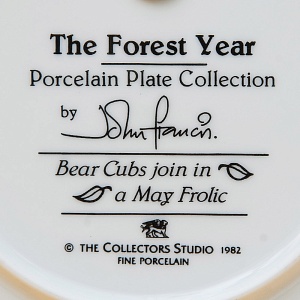 The Forest Year
Porcelain Plate Collection
by John Francis.
Bear Cubs join in
a May Frolic
© THE COLLECTORS STUDIO 1982
FINE PORCELAIN